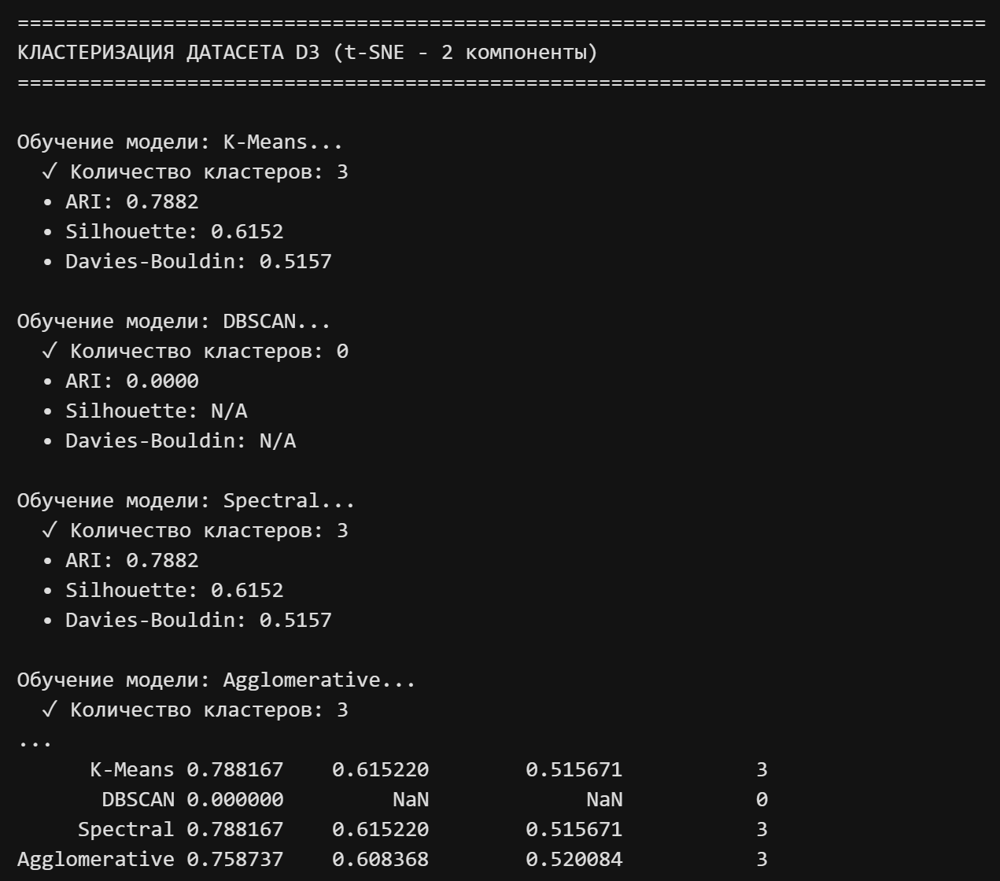 ================================================================================
КЛАСТЕРИЗАЦИЯ ДАТАСЕТА D3 (t-SNE - 2 компоненты)
================================================================================

Обучение модели: K-Means...
  ✓ Количество кластеров: 3
  • ARI: 0.7882
  • Silhouette: 0.6152
  • Davies-Bouldin: 0.5157

Обучение модели: DBSCAN...
  ✓ Количество кластеров: 0
  • ARI: 0.0000
  • Silhouette: N/A
  • Davies-Bouldin: N/A

Обучение модели: Spectral...
  ✓ Количество кластеров: 3
  • ARI: 0.7882
  • Silhouette: 0.6152
  • Davies-Bouldin: 0.5157

Обучение модели: Agglomerative...
  ✓ Количество кластеров: 3
...
      K-Means 0.788167    0.615220        0.515671           3
       DBSCAN 0.000000         NaN             NaN           0
     Spectral 0.788167    0.615220        0.515671           3
Agglomerative 0.758737    0.608368        0.520084           3